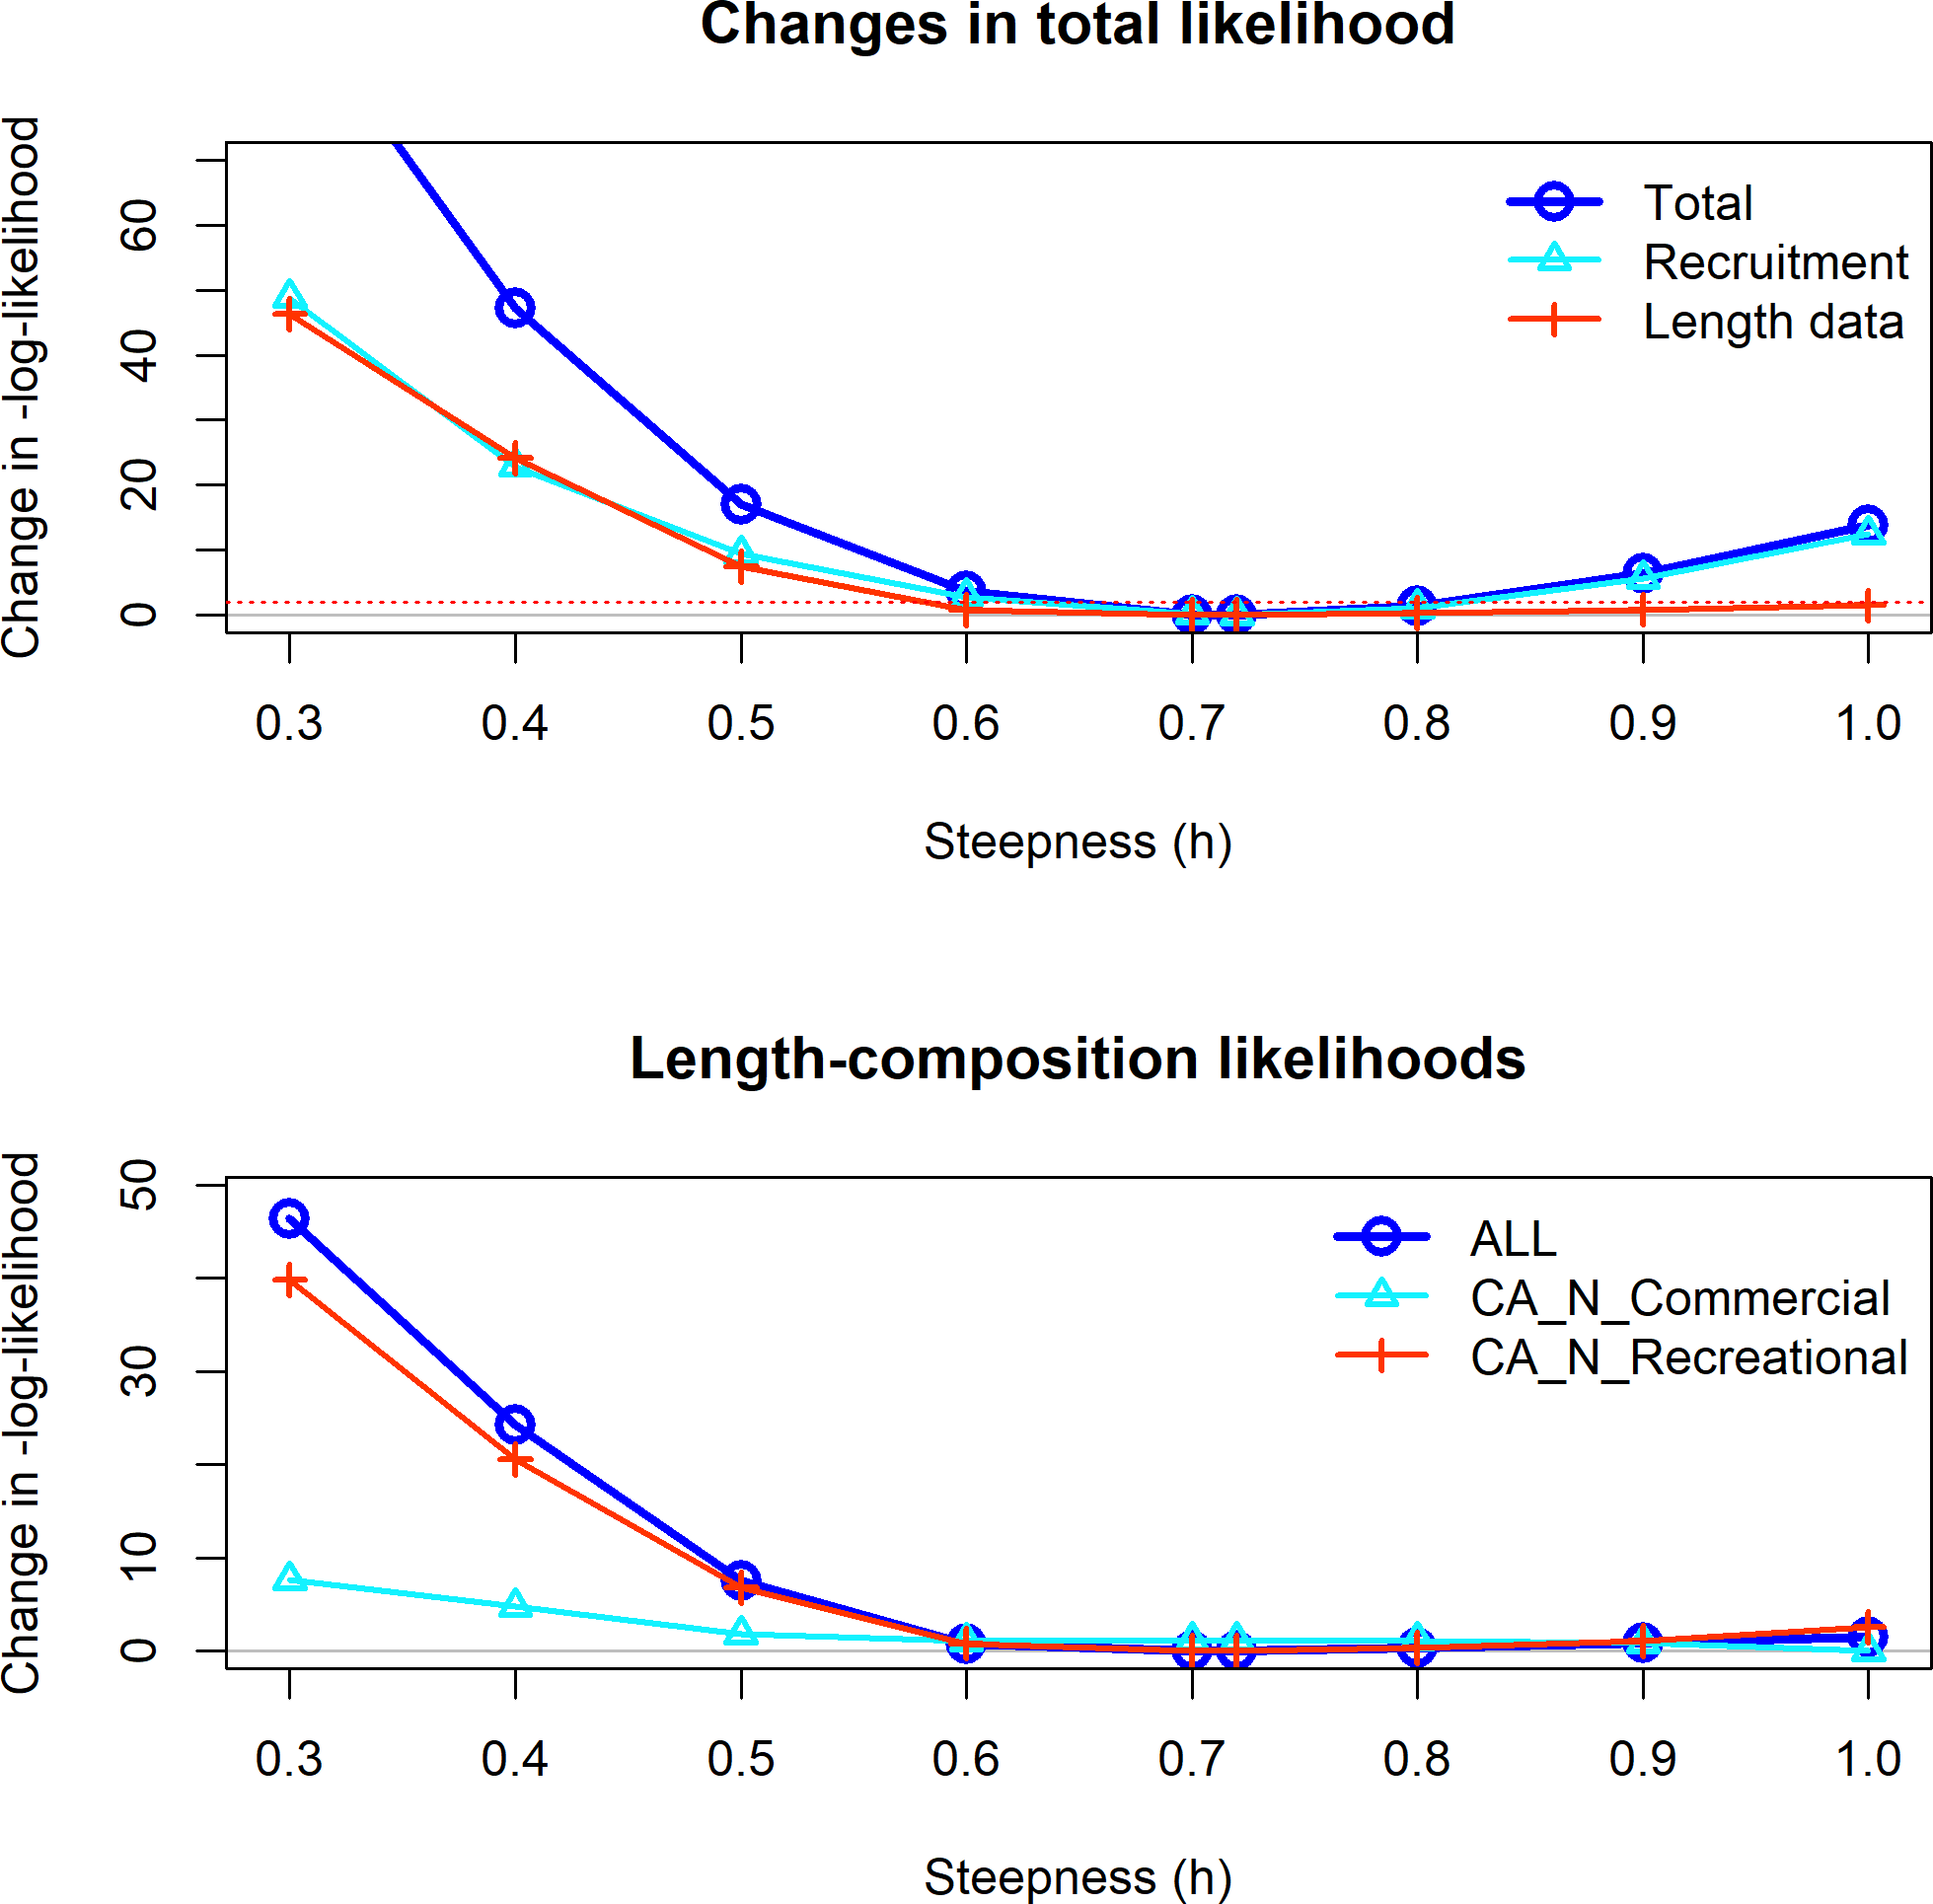 Changes in total likelihood
Change in -log-likelihood
60
40
20
0
Total
Recruitment
Length data
0.3 0.4 0.5 0.6 0.7 0.8 0.9 1.0
Steepness (h)
Length-composition likelihoods
Change in -log-likelihood
50
30
10
0
ALL
CA_N_Commercial
CA_N_Recreational
0.3 0.4 0.5 0.6 0.7 0.8 0.9 1.0
Steepness (h)